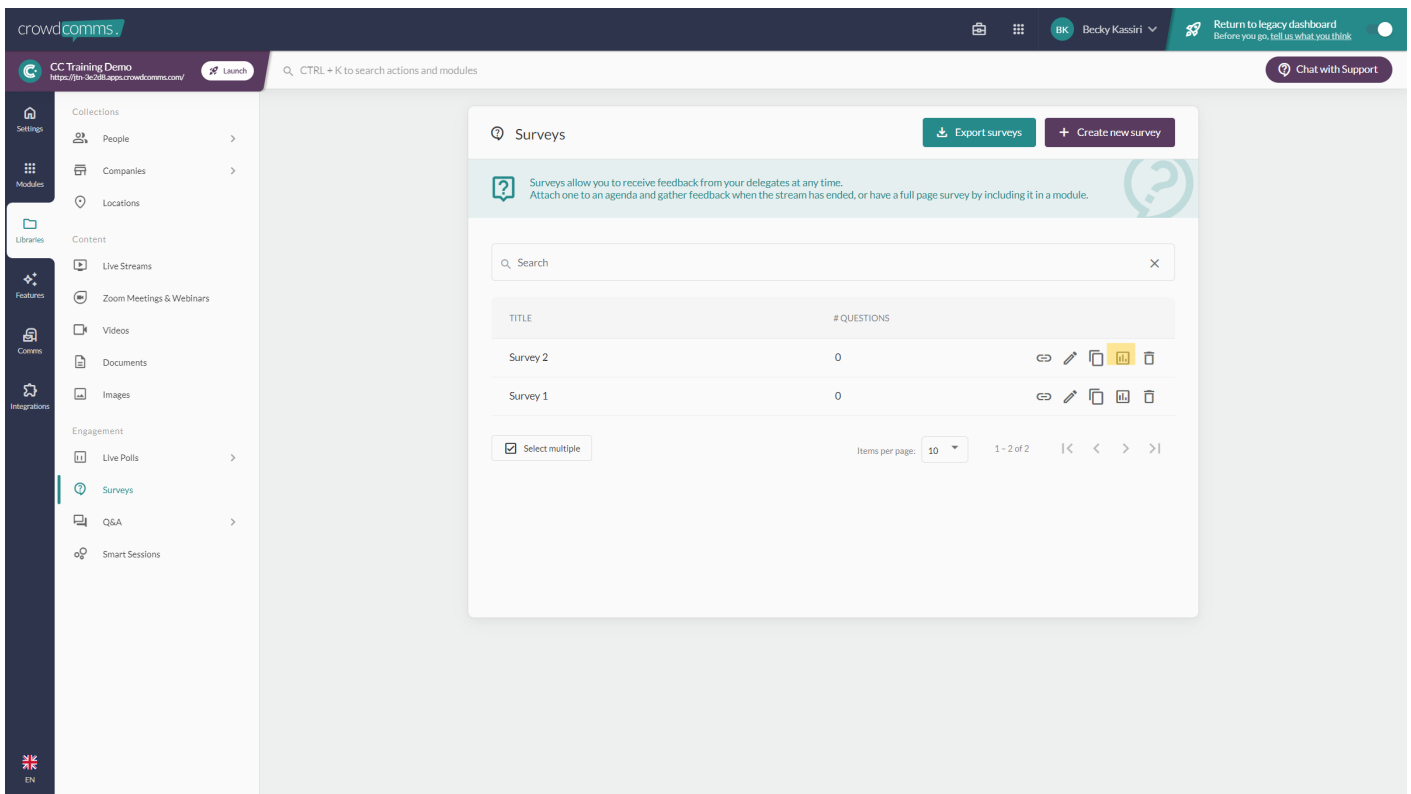 crowdcomms.
BK Becky Kassiri
Return to legacy dashboard
Before you go, tell us what you think
CC Training Demo
https://jtn-3e2d8.apps.crowdcomms.com/
Launch
CTRL + K to search actions and modules
Chat with Support
Settings
Modules
Libraries
Features
Comms
Integrations
EN
Collections
People
Companies
Locations
Content
Live Streams
Zoom Meetings & Webinars
Videos
Documents
Images
Engagement
Live Polls
Surveys
Q&A
Smart Sessions
Surveys
Export surveys
+ Create new survey
Surveys allow you to receive feedback from your delegates at any time.
Attach one to an agenda and gather feedback when the stream has ended, or have a full page survey by including it in a module.
Search
TITLE # QUESTIONS
Survey 2 0
Survey 1 0
Select multiple
Items per page: 10 1 – 2 of 2